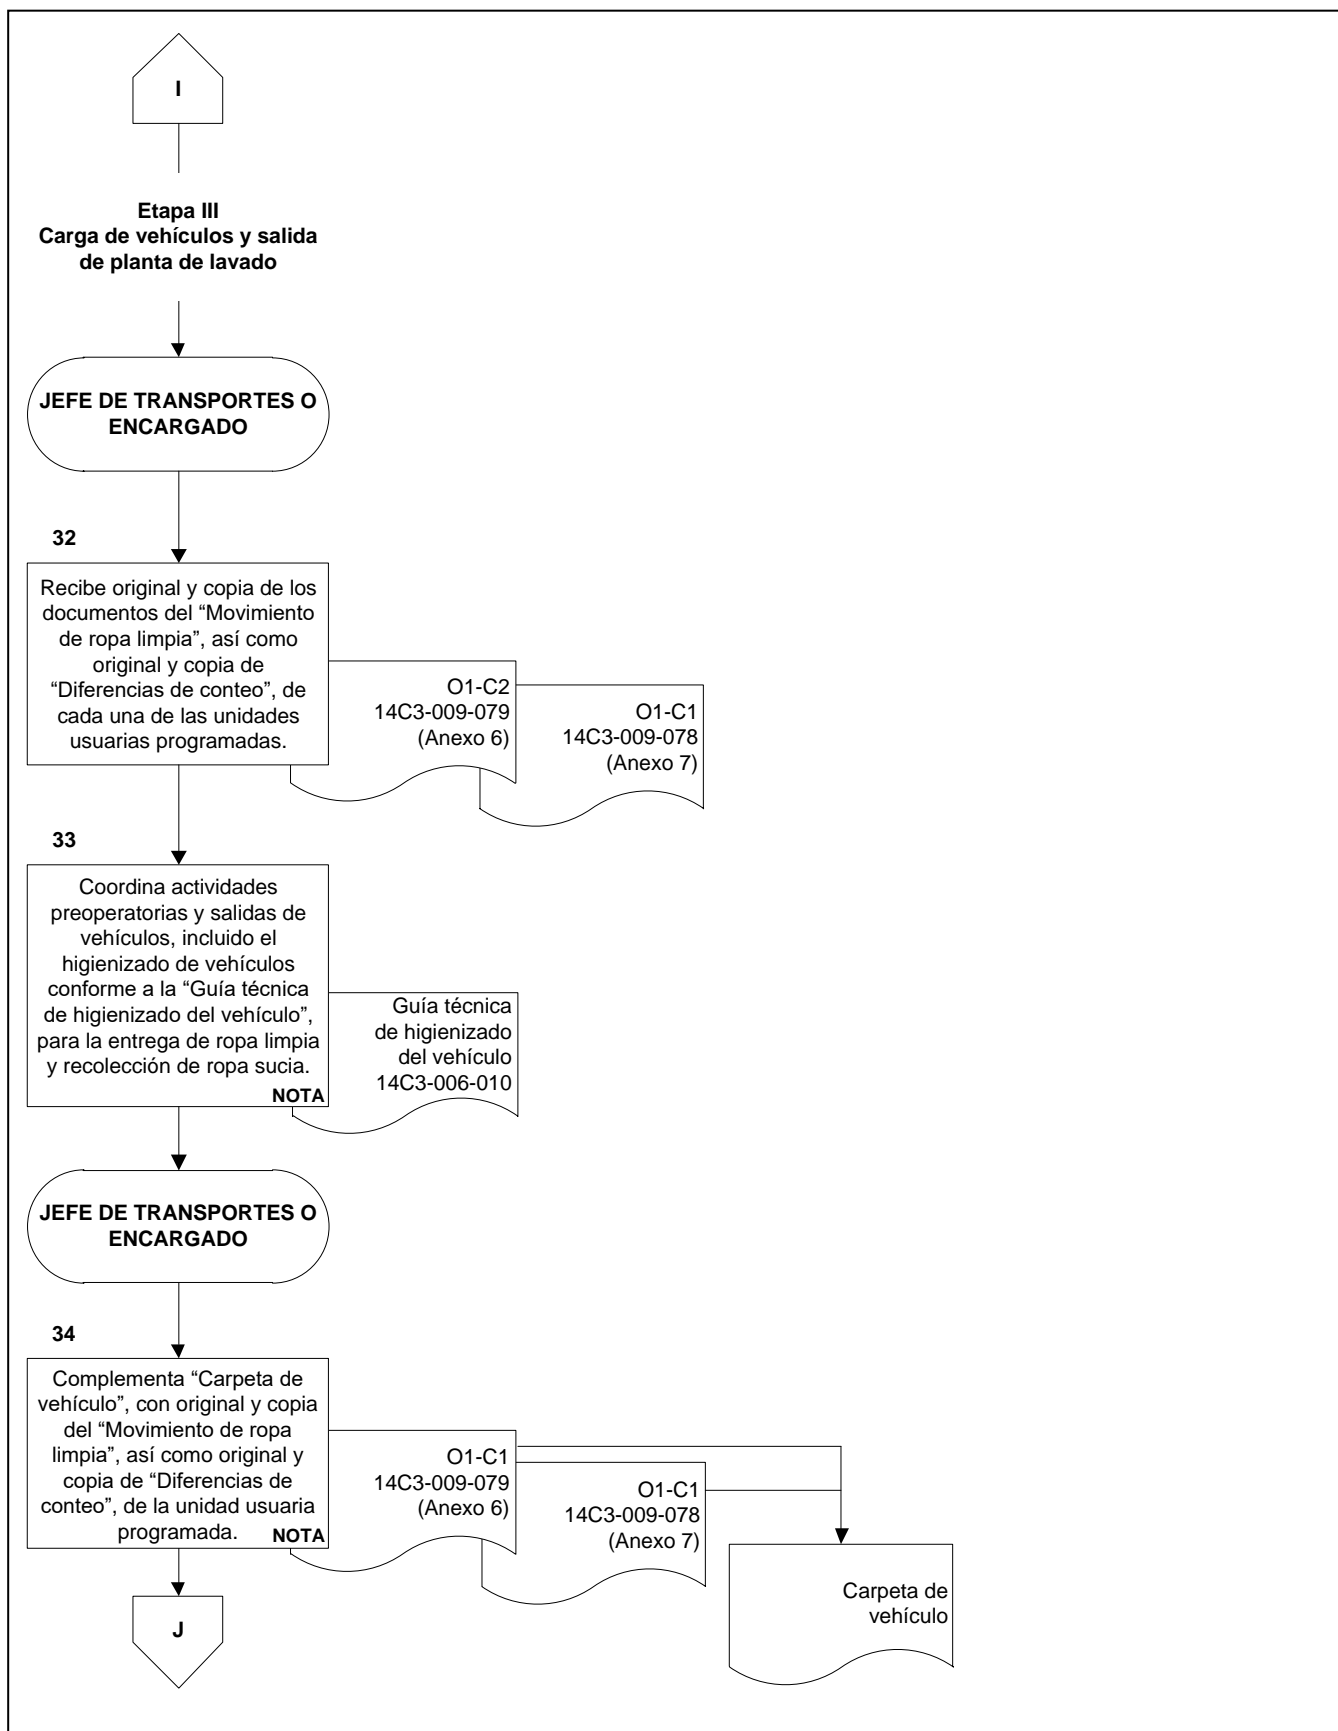 I
Etapa III
Carga de vehículos y salida
de planta de lavado
JEFE DE TRANSPORTES O
ENCARGADO
32
Recibe original y copia de los
documentos del “Movimiento
de ropa limpia”, así como
original y copia de
“Diferencias de conteo”, de
cada una de las unidades
usuarias programadas.
O1-C2
14C3-009-079
(Anexo 6)
O1-C1
14C3-009-078
(Anexo 7)
33
Coordina actividades
preoperatorias y salidas de
vehículos, incluido el
higienizado de vehículos
conforme a la “Guía técnica
de higienizado del vehículo”,
para la entrega de ropa limpia
y recolección de ropa sucia.
NOTA
Guía técnica
de higienizado
del vehículo
14C3-006-010
JEFE DE TRANSPORTES O
ENCARGADO
34
Complementa “Carpeta de
vehículo”, con original y copia
del “Movimiento de ropa
limpia”, así como original y
copia de “Diferencias de
conteo”, de la unidad usuaria
programada.
NOTA
O1-C1
14C3-009-079
(Anexo 6)
O1-C1
14C3-009-078
(Anexo 7)
Carpeta de
vehículo
J